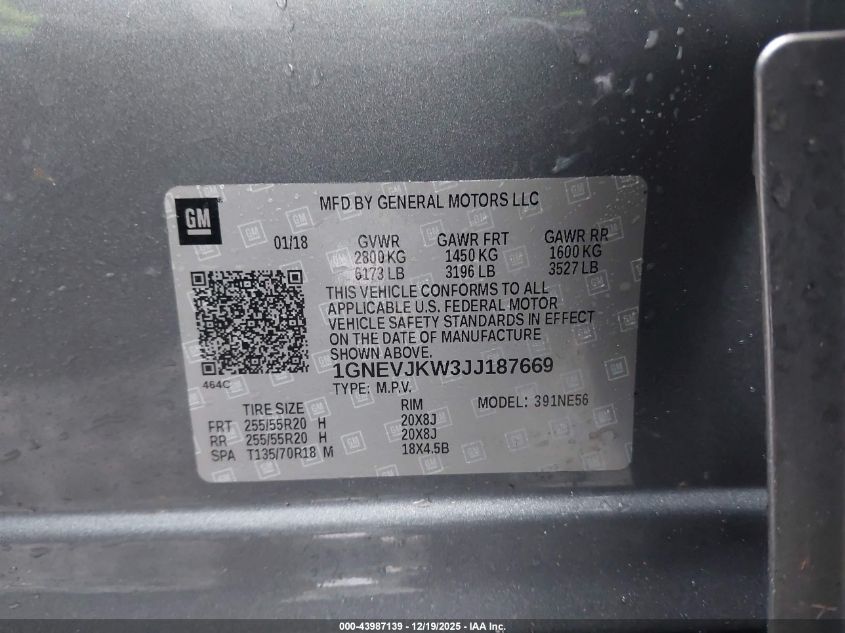 GM
MFD BY GENERAL MOTORS LLC
01/18 GVWR GAWR FRT GAWR RR
2800 KG 1450 KG 1600 KG
6173 LB 3196 LB 3527 LB
THIS VEHICLE CONFORMS TO ALL
APPLICABLE U.S. FEDERAL MOTOR
VEHICLE SAFETY STANDARDS IN EFFECT
ON THE DATE OF MANUFACTURE
SHOWN ABOVE.
464C
1GNEVJKW3JJ187669
TYPE: M.P.V.
TIRE SIZE RIM MODEL: 391NE56
FRT 255/55R20 H 20X8J
RR 255/55R20 H 20X8J
SPA T135/70R18 M 18X4.5B
000-43987139 - 12/19/2025 - IAA Inc.